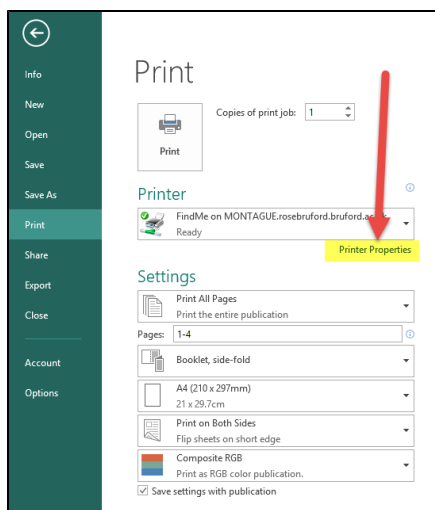 Print
Info
New
Open
Save
Save As
Print
Share
Export
Close
Account
Options
Copies of print job: 1
Print
Printer
FindMe on MONTAGUE.rosebruford.bruford.ac
Ready
Printer Properties
Settings
Print All Pages
Print the entire publication
Pages: 1-4
Booklet, side-fold
A4 (210 x 297mm)
21 x 29.7cm
Print on Both Sides
Flip sheets on short edge
Composite RGB
Print as RGB color publication.
Save settings with publication